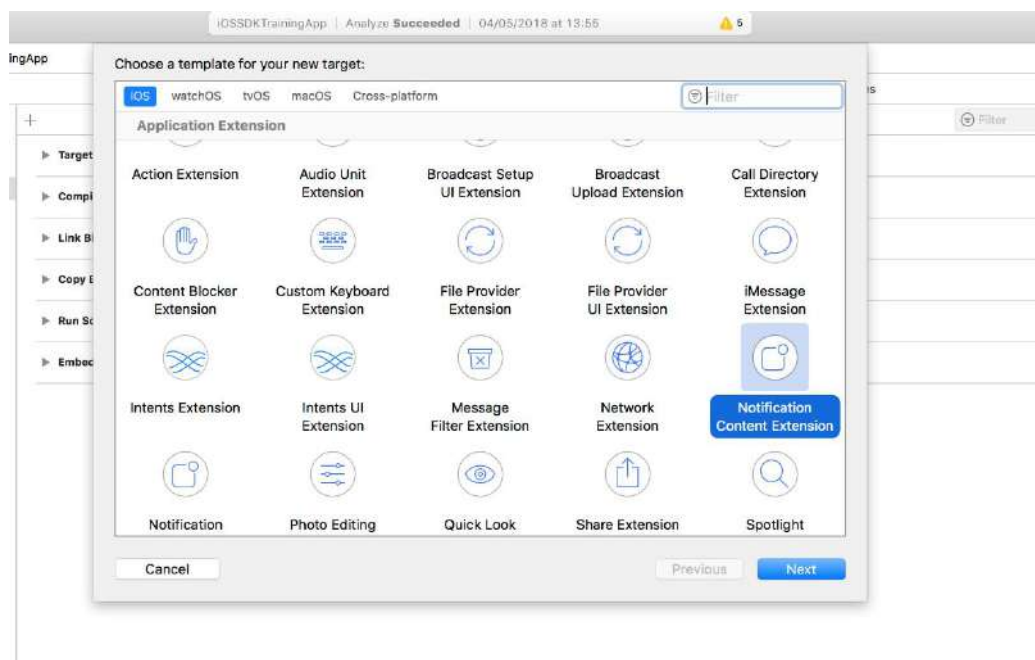 iOSSDKTrainingApp | Analyze Succeeded | 04/05/2018 at 13:55 5
ingApp
Choose a template for your new target:
iOS watchOS tvOS macOS Cross-platform Filter
s
Application Extension
Filter
Target
Action Extension
Audio Unit
Extension
Broadcast Setup
UI Extension
Broadcast
Upload Extension
Call Directory
Extension
Compi
Link Bi
Copy B
Content Blocker
Extension
Custom Keyboard
Extension
File Provider
Extension
File Provider
UI Extension
iMessage
Extension
Run Sc
Embec
Intents Extension
Intents UI
Extension
Message
Filter Extension
Network
Extension
Notification
Content Extension
Notification
Photo Editing
Quick Look
Share Extension
Spotlight
Cancel
Previous
Next